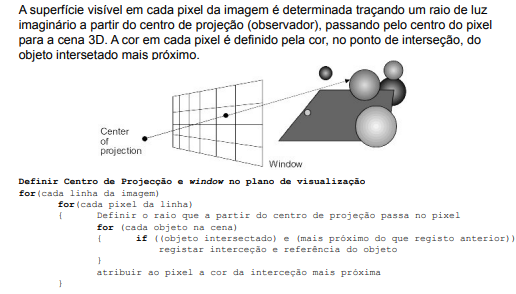 A superfície visível em cada pixel da imagem é determinada traçando um raio de luz
imaginário a partir do centro de projeção (observador), passando pelo centro do pixel
para a cena 3D. A cor em cada pixel é definido pela cor, no ponto de interseção, do
objeto intersetado mais próximo.
Center
of
projection
Window
Definir Centro de Projecção e window no plano de visualização
for(cada linha da imagem)
for(cada pixel da linha)
{ Definir o raio que a partir do centro de projeção passa no pixel
for (cada objeto na cena)
{ if ((objeto intersectado) e (mais próximo do que registo anterior))
registar interceção e referência do objeto
}
atribuir ao pixel a cor da interceção mais próxima
}